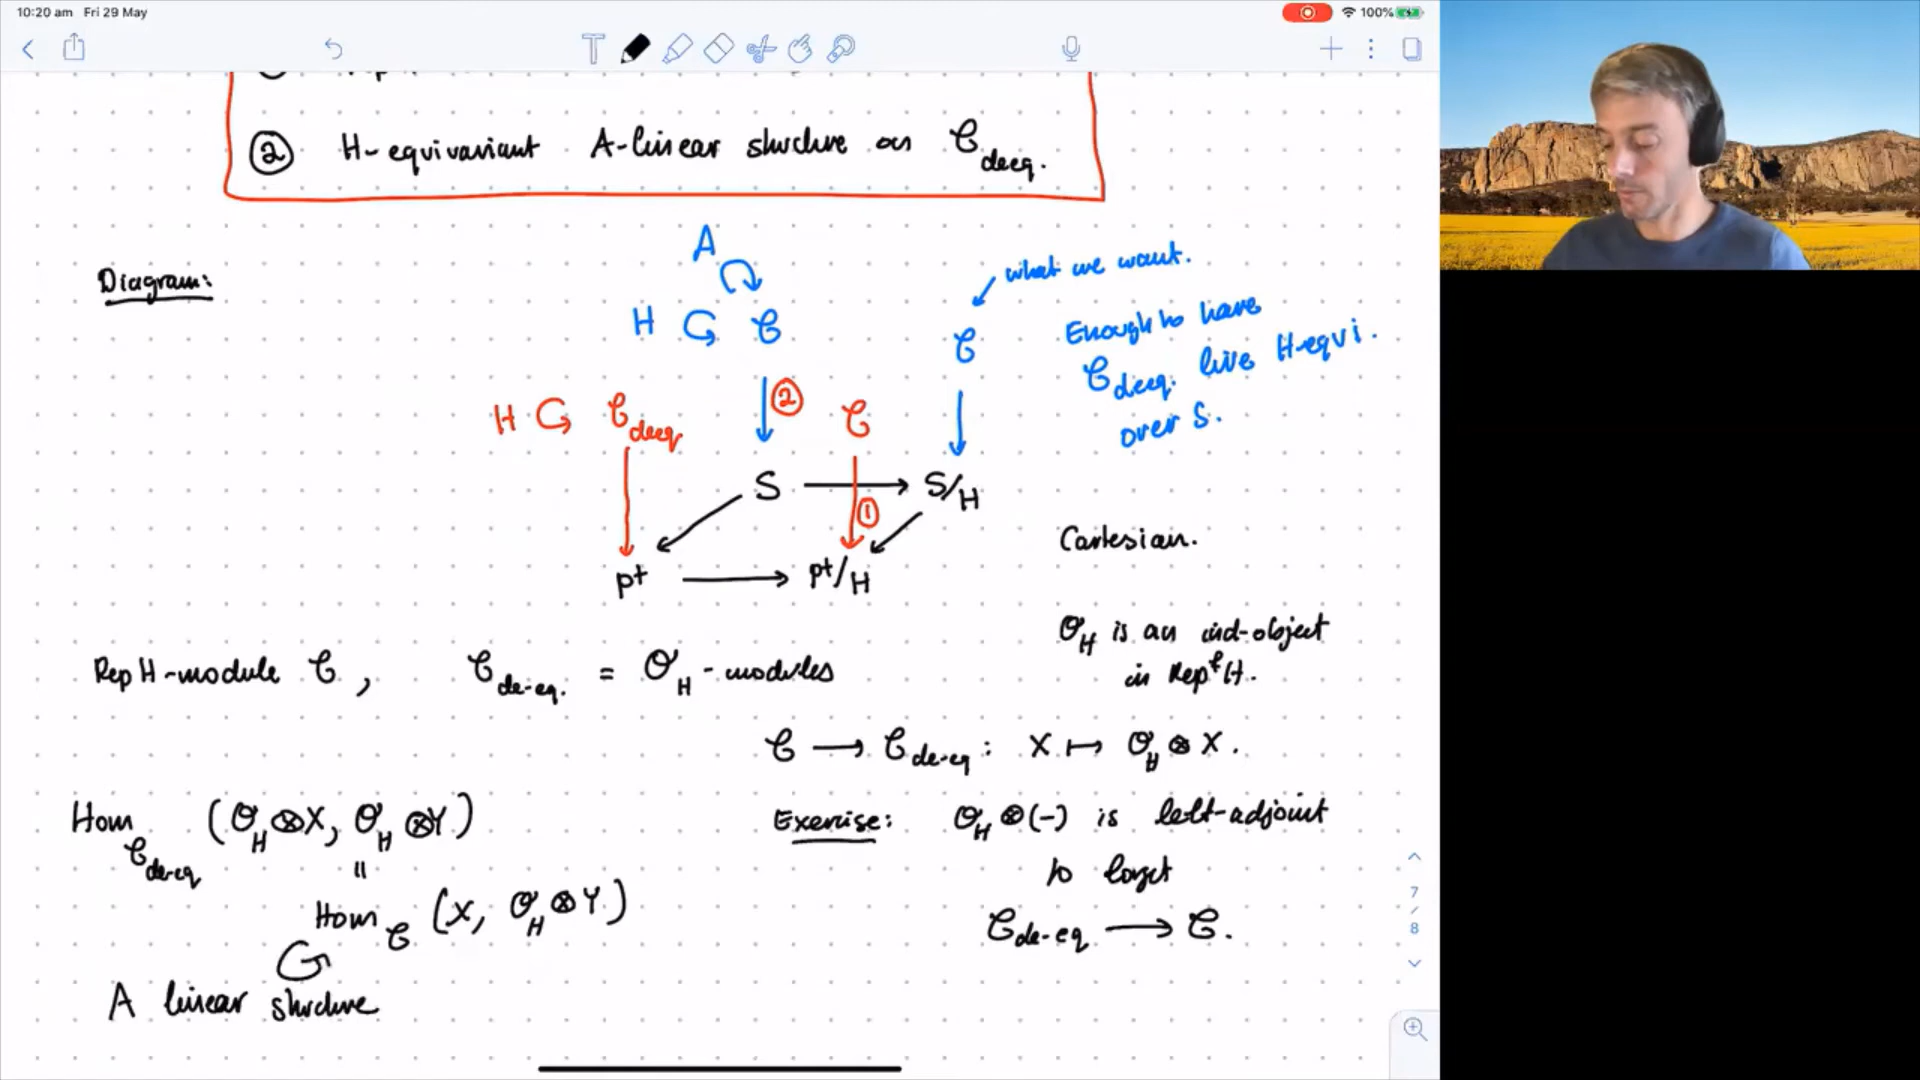 10:20 am Fri 29 May
100%
② H-equivariant A-linear structure on 𝒞deeq.
Diagram:
A
what we want.
H 𝒞
𝒞
Enough to have
𝒞deeq. live H-equi.
over S.
H 𝒞deeq
② 𝒞
S → S/H
①
pt → pt/H
Cartesian.
Rep H-module 𝒞, 𝒞de-eq. = 𝒪H-modules
𝒪H is an ind-object
in Rep H.
𝒞 → 𝒞de-eq : X ↦ 𝒪H ⊗ X.
Hom𝒞de-eq (𝒪H ⊗ X, 𝒪H ⊗ Y)
=
Hom𝒞 (X, 𝒪H ⊗ Y)
A linear structure
Exercise: 𝒪H ⊗ (-) is left-adjoint
to forget
𝒞de-eq → 𝒞.
7
/
8